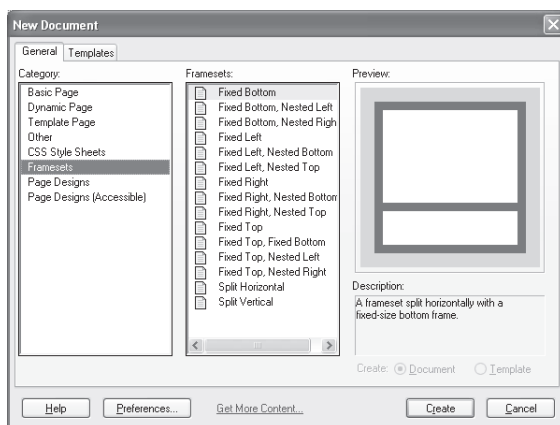 New Document
General
Templates
Category:
Basic Page
Dynamic Page
Template Page
Other
CSS Style Sheets
Framesets
Page Designs
Page Designs (Accessible)
Framesets:
Fixed Bottom
Fixed Bottom, Nested Left
Fixed Bottom, Nested Righ
Fixed Left
Fixed Left, Nested Bottom
Fixed Left, Nested Top
Fixed Right
Fixed Right, Nested Bottom
Fixed Right, Nested Top
Fixed Top
Fixed Top, Fixed Bottom
Fixed Top, Nested Left
Fixed Top, Nested Right
Split Horizontal
Split Vertical
Preview:
Description:
A frameset split horizontally with a
fixed-size bottom frame.
Create: Document Template
Help Preferences... Get More Content... Create Cancel